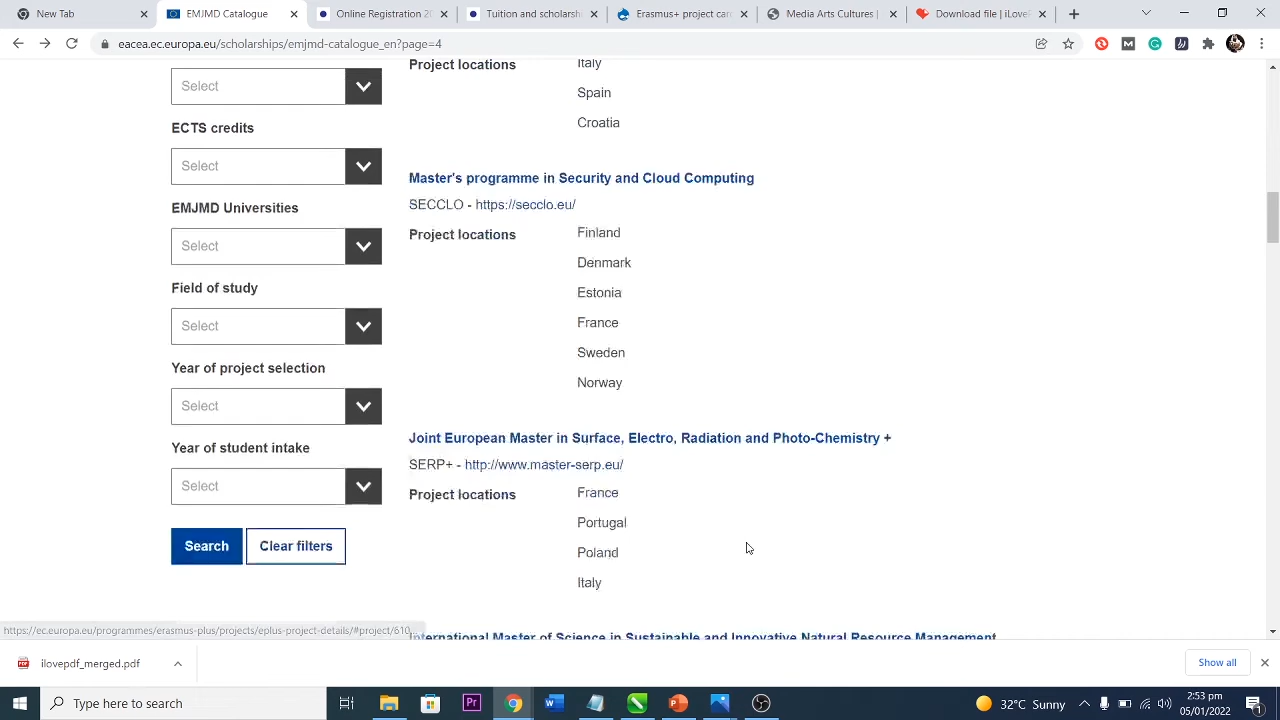 New Tab
EMJMD Catalogue
Online Registration 2
Tuition and scholarsh
Erasmus+ project car
Media Arts Cultures
Download file | iLoveP
eacea.ec.europa.eu/scholarships/emjmd-catalogue_en?page=4
Select
ECTS credits
Select
EMJMD Universities
Select
Field of study
Select
Year of project selection
Select
Year of student intake
Select
Search
Clear filters
Project locations
Italy
Spain
Croatia
Master's programme in Security and Cloud Computing
SECCLO - https://secclo.eu/
Project locations
Finland
Denmark
Estonia
France
Sweden
Norway
Joint European Master in Surface, Electro, Radiation and Photo-Chemistry +
SERP+ - http://www.master-serp.eu/
Project locations
France
Portugal
Poland
Italy
International Master of Science in Sustainable and Innovative Natural Resource Management
https://ec.europa.eu/programmes/erasmus-plus/projects/eplus-project-details/#project/610...
ilovepdf_merged.pdf
Show all
Type here to search
32°C Sunny
2:53 pm
05/01/2022